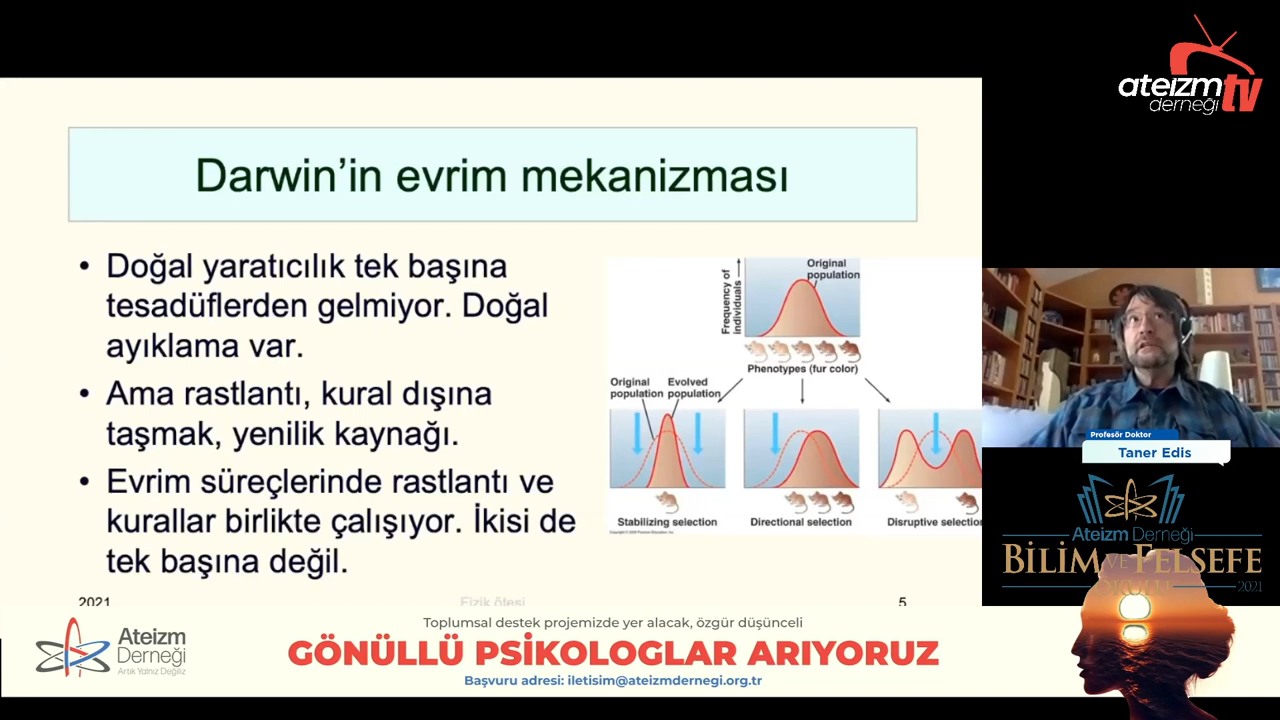 ateizm tv
derneği
Darwin’in evrim mekanizması
• Doğal yaratıcılık tek başına
tesadüflerden gelmiyor. Doğal
ayıklama var.
• Ama rastlantı, kural dışına
taşmak, yenilik kaynağı.
• Evrim süreçlerinde rastlantı ve
kurallar birlikte çalışıyor. İkisi de
tek başına değil.
Frequency of
individuals
Original
population
Phenotypes (fur color)
Original
population
Evolved
population
Stabilizing selection
Directional selection
Disruptive selection
2021
Fizik ötesi
5
Profesör Doktor
Taner Edis
Ateizm Derneği
BİLİM VE FELSEFE
OKULU
2021
Ateizm
Derneği
Artık Yalnız Değiliz
Toplumsal destek projemizde yer alacak, özgür düşünceli
GÖNÜLLÜ PSİKOLOGLAR ARIYORUZ
Başvuru adresi: iletisim@ateizmdernegi.org.tr